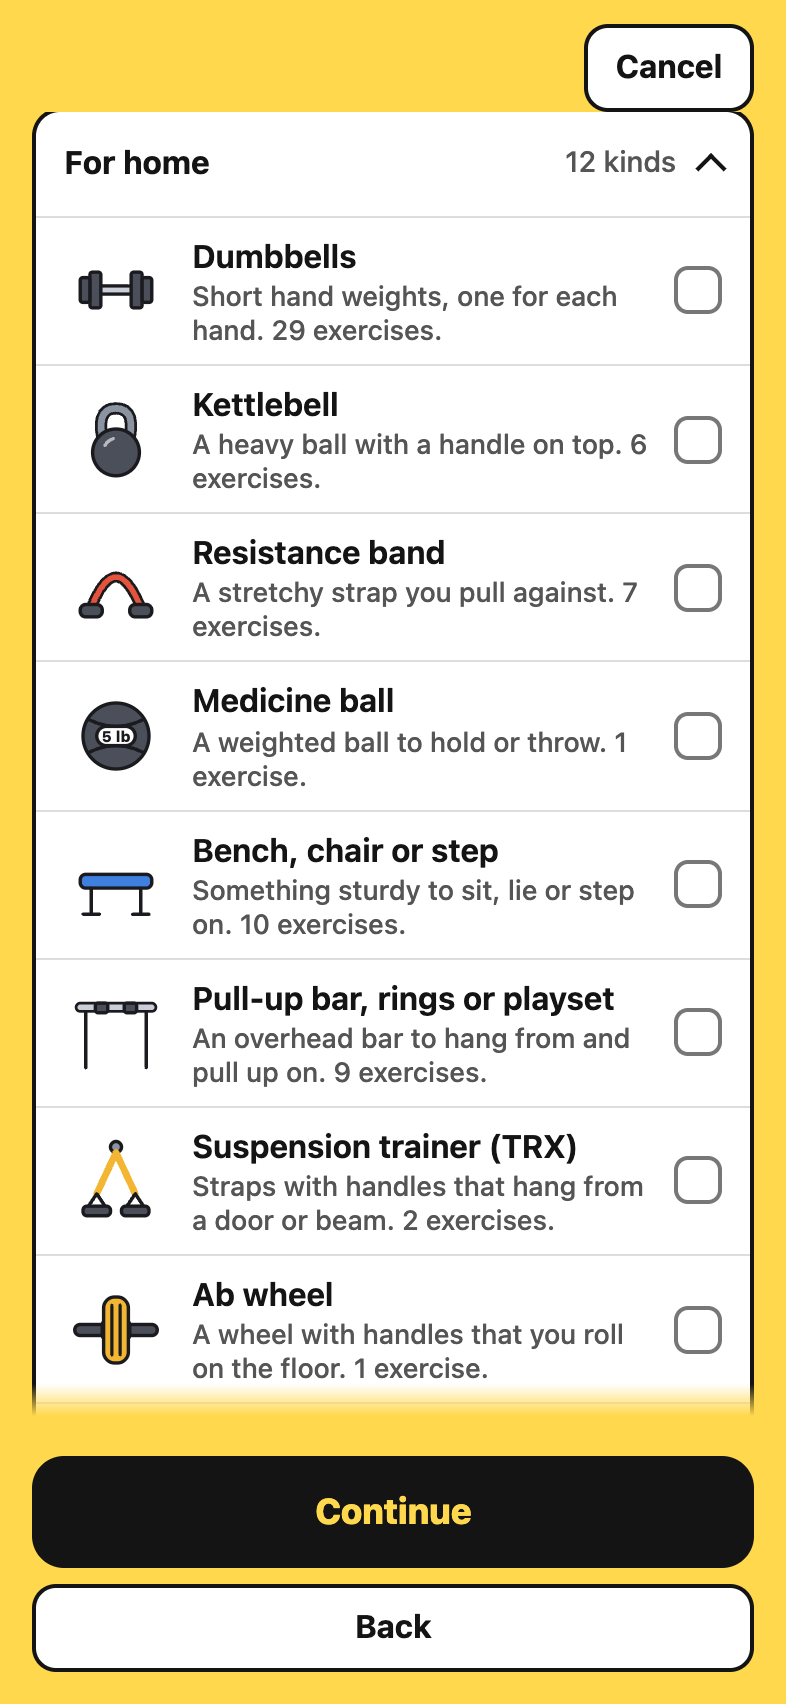 Cancel
For home
12 kinds
Dumbbells
Short hand weights, one for each
hand. 29 exercises.
Kettlebell
A heavy ball with a handle on top. 6
exercises.
Resistance band
A stretchy strap you pull against. 7
exercises.
Medicine ball
5 lb
A weighted ball to hold or throw. 1
exercise.
Bench, chair or step
Something sturdy to sit, lie or step
on. 10 exercises.
Pull-up bar, rings or playset
An overhead bar to hang from and
pull up on. 9 exercises.
Suspension trainer (TRX)
Straps with handles that hang from
a door or beam. 2 exercises.
Ab wheel
A wheel with handles that you roll
on the floor. 1 exercise.
Continue
Back